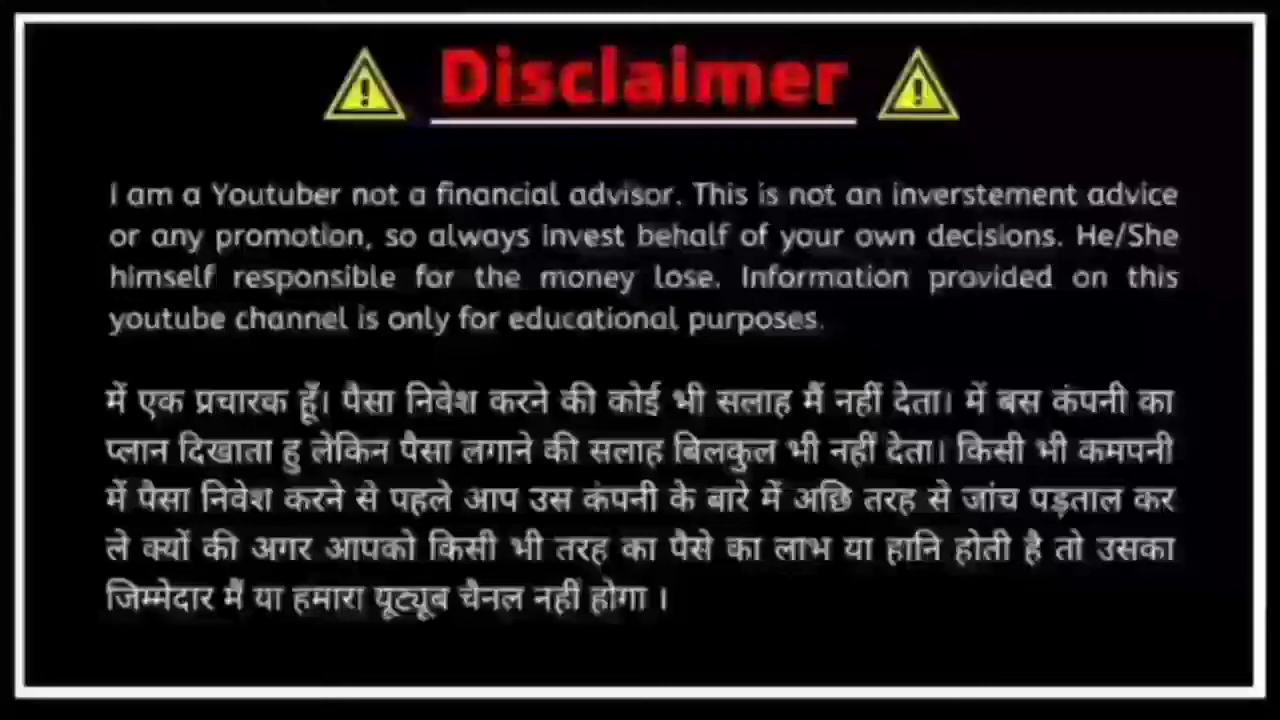 Disclaimer
I am a Youtuber not a financial advisor. This is not an inverstement advice
or any promotion, so always invest behalf of your own decisions. He/She
himself responsible for the money lose. Information provided on this
youtube channel is only for educational purposes.
में एक प्रचारक हूँ। पैसा निवेश करने की कोई भी सलाह मैं नहीं देता। में बस कंपनी का
प्लान दिखाता हु लेकिन पैसा लगाने की सलाह बिलकुल भी नहीं देता। किसी भी कमपनी
में पैसा निवेश करने से पहले आप उस कंपनी के बारे में अछि तरह से जांच पड़ताल कर
ले क्यों की अगर आपको किसी भी तरह का पैसे का लाभ या हानि होती है तो उसका
जिम्मेदार मैं या हमारा यूट्यूब चैनल नहीं होगा ।